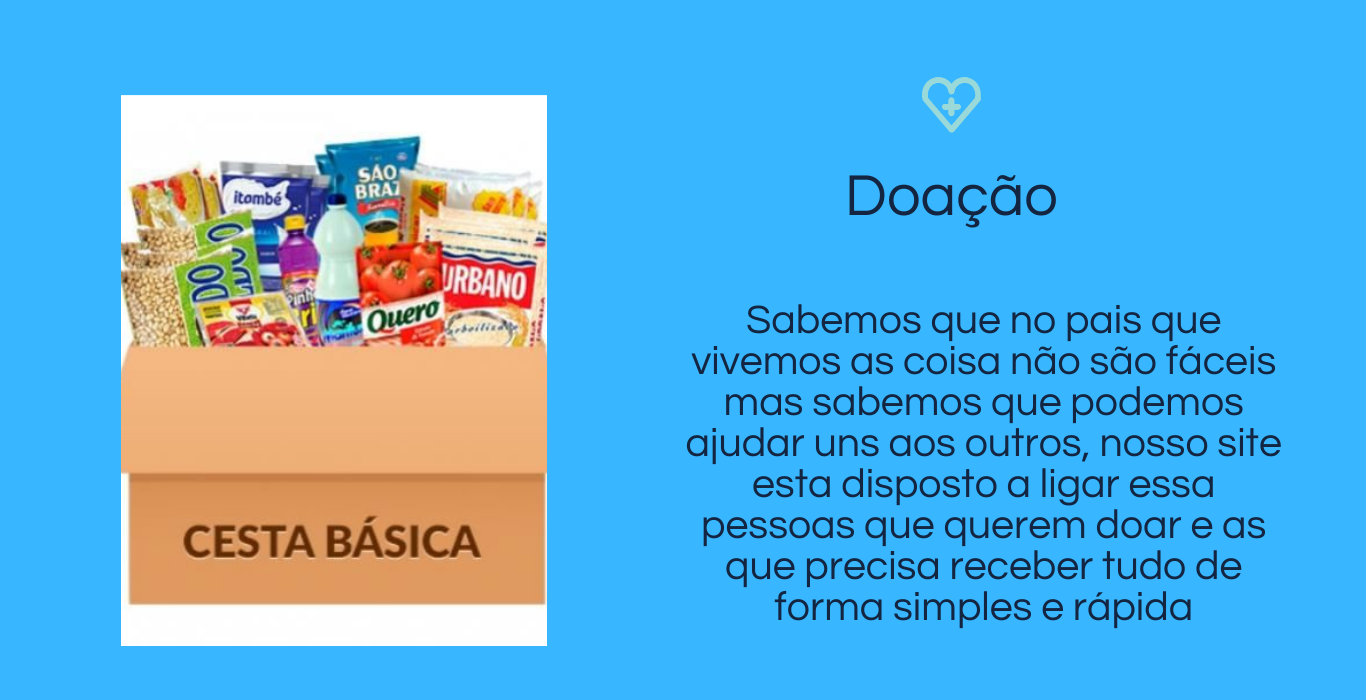 itambé
SÃO
BRAZ
Família
URBANO
Quero
CESTA BÁSICA
Doação
Sabemos que no pais que
vivemos as coisa não são fáceis
mas sabemos que podemos
ajudar uns aos outros, nosso site
esta disposto a ligar essa
pessoas que querem doar e as
que precisa receber tudo de
forma simples e rápida